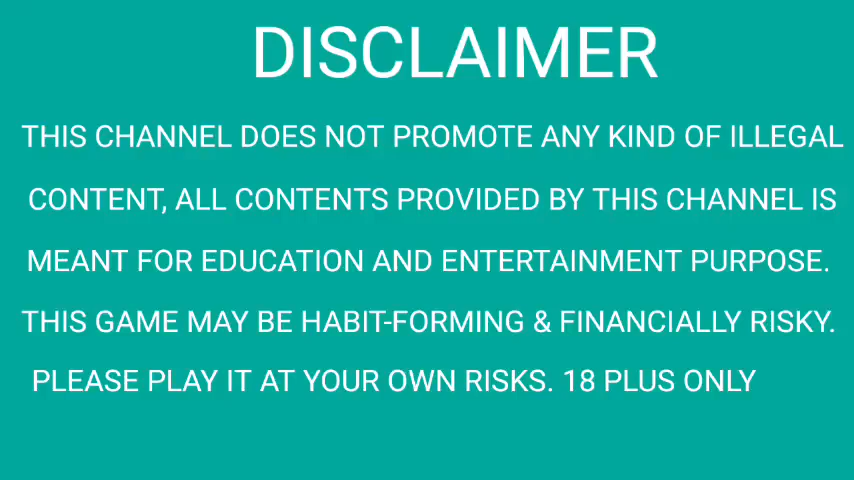 DISCLAIMER
THIS CHANNEL DOES NOT PROMOTE ANY KIND OF ILLEGAL
CONTENT, ALL CONTENTS PROVIDED BY THIS CHANNEL IS
MEANT FOR EDUCATION AND ENTERTAINMENT PURPOSE.
THIS GAME MAY BE HABIT-FORMING & FINANCIALLY RISKY.
PLEASE PLAY IT AT YOUR OWN RISKS. 18 PLUS ONLY